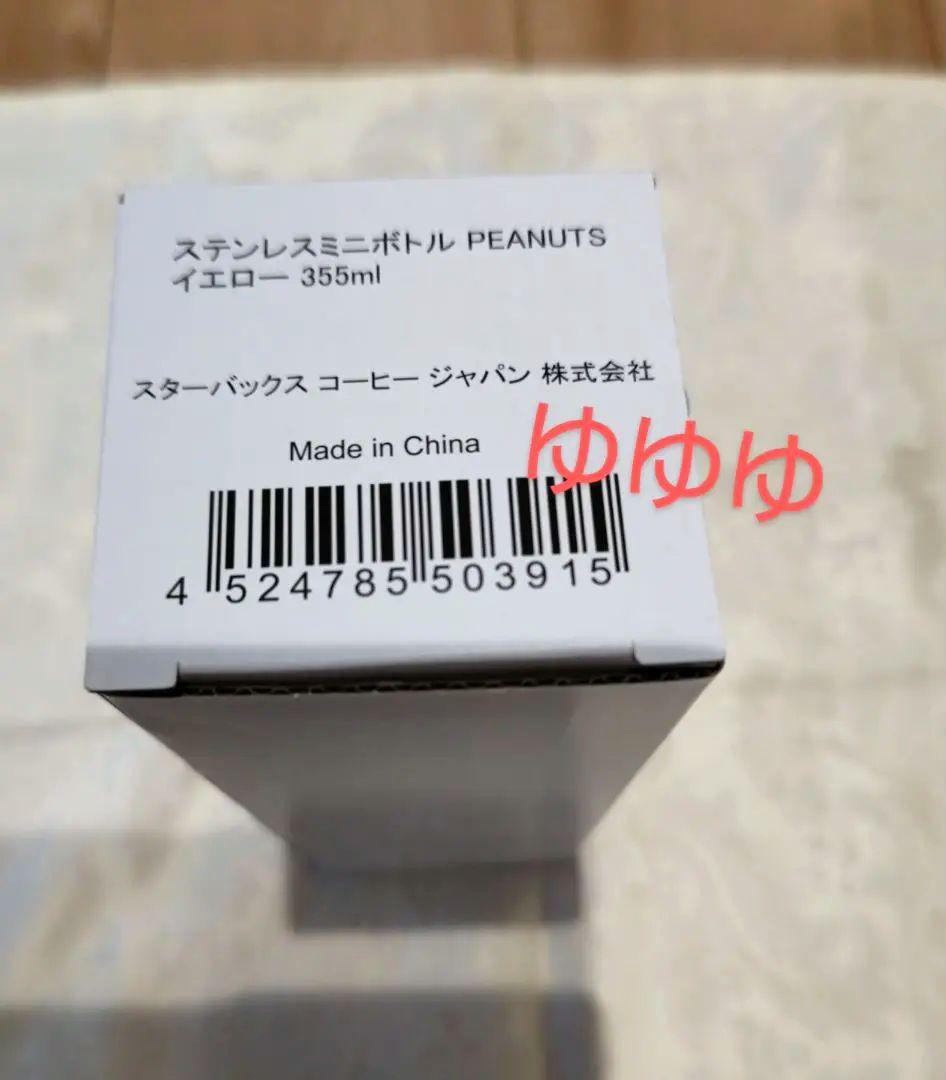 ステンレスミニボトル PEANUTS
イエロー 355ml
スターバックス コーヒー ジャパン 株式会社
Made in China
ゆゆゆ
4 524785 503915